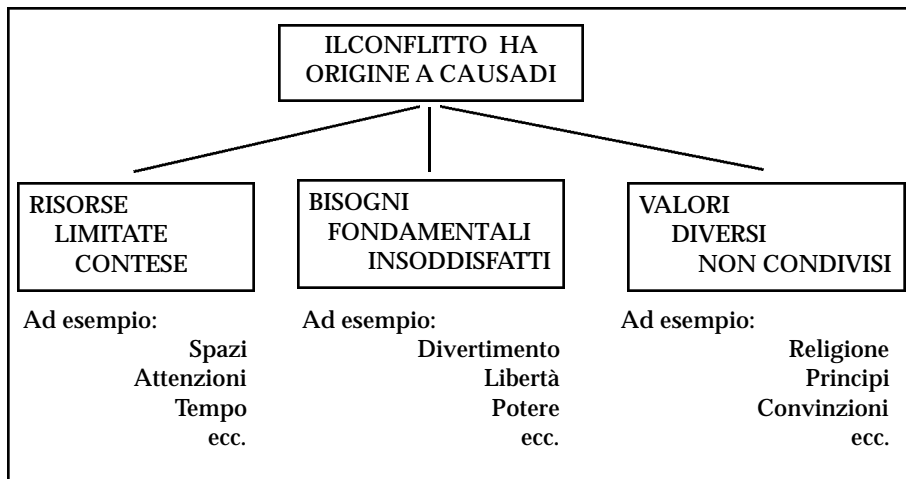 ILCONFLITTO HA
ORIGINE A CAUSADI
RISORSE
LIMITATE
CONTESE
Ad esempio:
Spazi
Attenzioni
Tempo
ecc.
BISOGNI
FONDAMENTALI
INSODDISFATTI
Ad esempio:
Divertimento
Libertà
Potere
ecc.
VALORI
DIVERSI
NON CONDIVISI
Ad esempio:
Religione
Principi
Convinzioni
ecc.